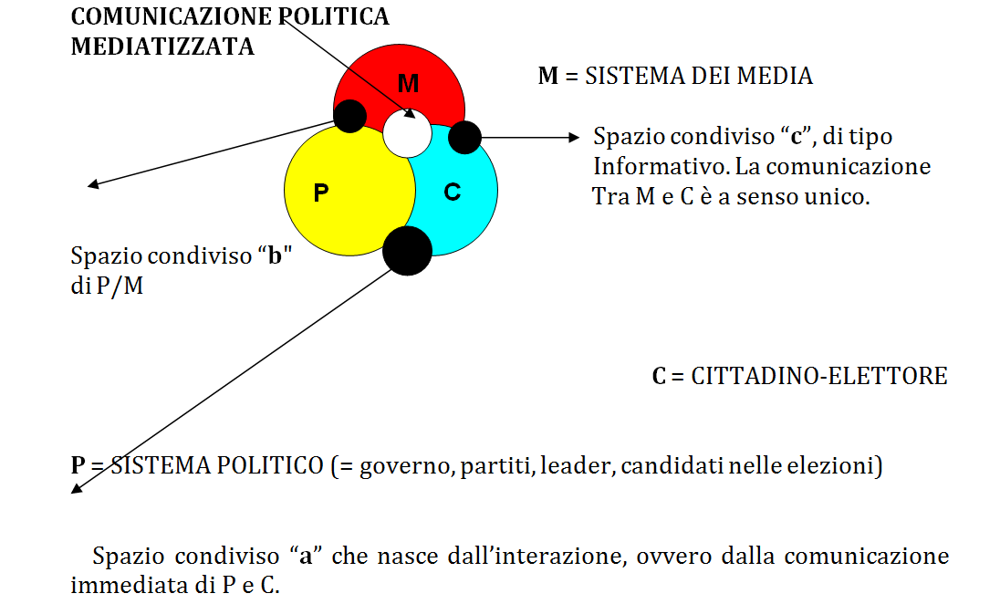 COMUNICAZIONE POLITICA
MEDIATIZZATA
M
M = SISTEMA DEI MEDIA
Spazio condiviso “c”, di tipo
Informativo. La comunicazione
Tra M e C è a senso unico.
P
C
Spazio condiviso “b"
di P/M
C = CITTADINO-ELETTORE
P = SISTEMA POLITICO (= governo, partiti, leader, candidati nelle elezioni)
Spazio condiviso “a” che nasce dall’interazione, ovvero dalla comunicazione
immediata di P e C.